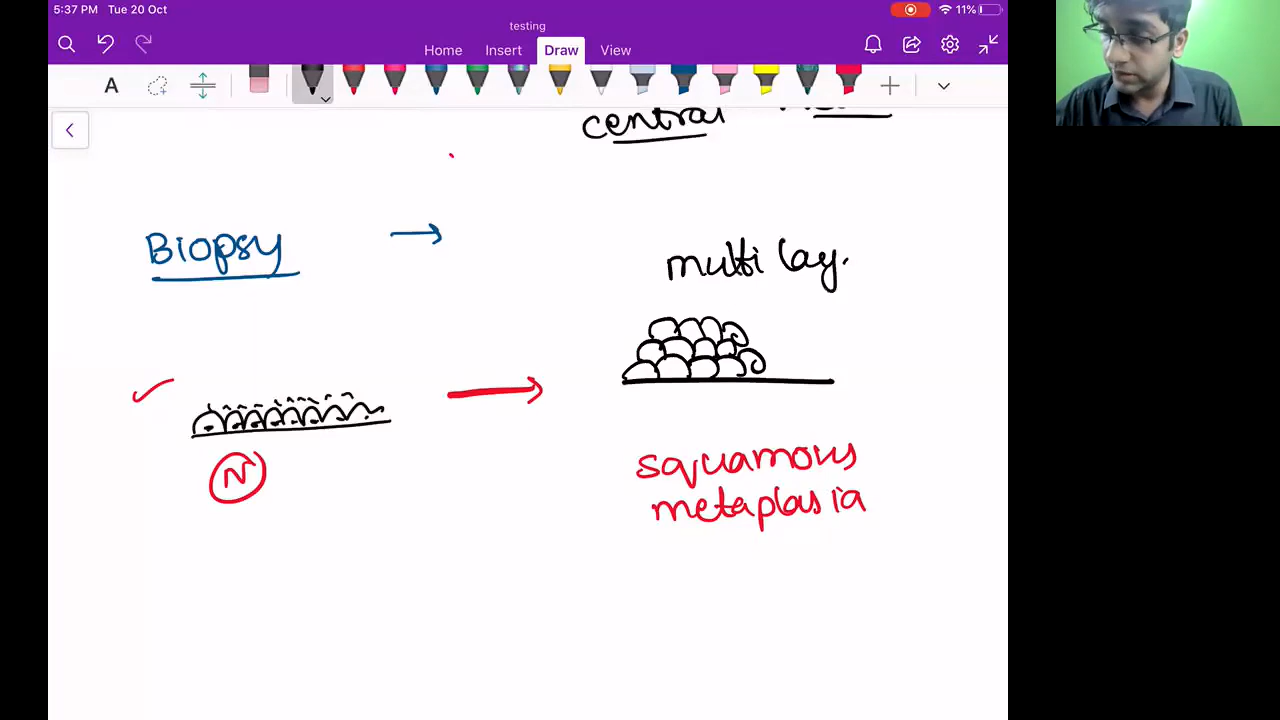 5:37 PM Tue 20 Oct
11%
testing
Home Insert Draw View
A
central
Biopsy
multi lay.
N
squamous
metaplasia